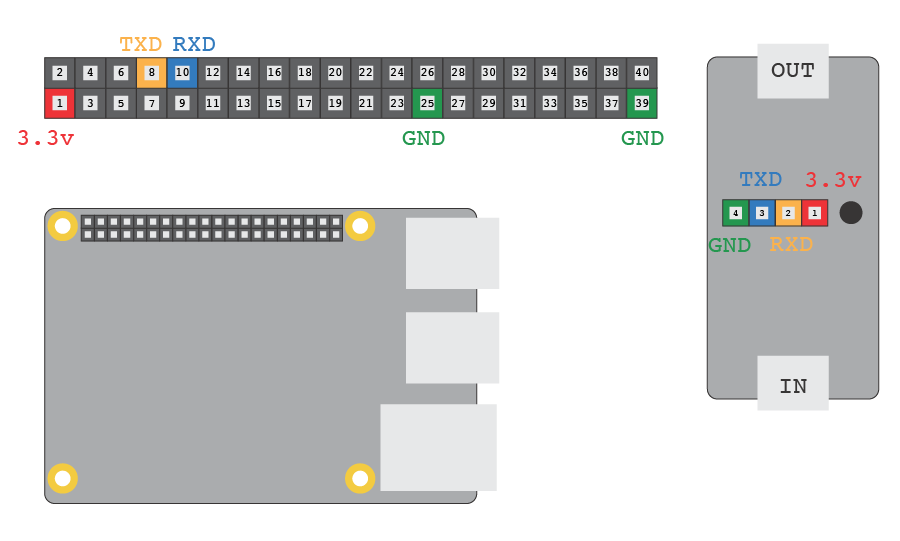 TXD RXD
2 4 6 8 10 12 14 16 18 20 22 24 26 28 30 32 34 36 38 40
1 3 5 7 9 11 13 15 17 19 21 23 25 27 29 31 33 35 37 39
3.3v GND GND
OUT
TXD 3.3v
4 3 2 1
GND RXD
IN